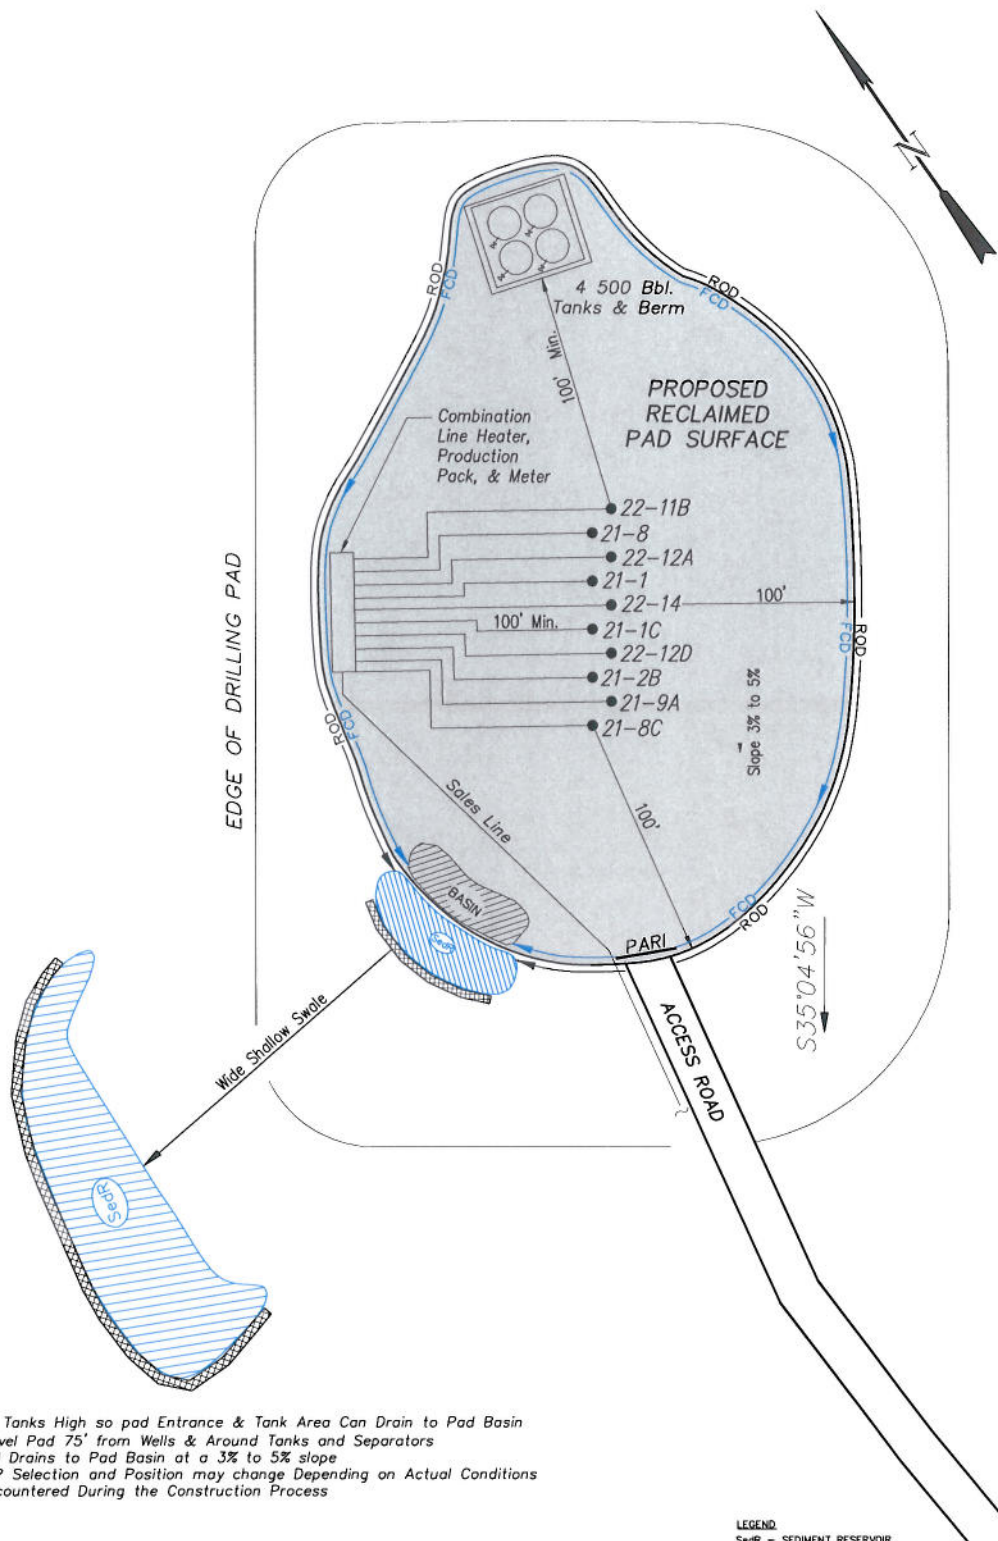 N
ROD
FCD
4 500 Bbl.
Tanks & Berm
ROD
FCD
100' Min.
PROPOSED
RECLAIMED
PAD SURFACE
Combination
Line Heater,
Production
Pack, & Meter
22-11B
21-8
22-12A
21-1
22-14
100'
100' Min.
21-1C
22-12D
21-2B
21-9A
21-8C
FCD
ROD
EDGE OF DRILLING PAD
Slope 3% to 5%
ROD
FCD
Sales Line
100'
BASIN
SedR
FCD
ROD
PARI
S35°04'56"W
ACCESS ROAD
Wide Shallow Swale
SedR
Tanks High so pad Entrance & Tank Area Can Drain to Pad Basin
vel Pad 75' from Wells & Around Tanks and Separators
Drains to Pad Basin at a 3% to 5% slope
P Selection and Position may change Depending on Actual Conditions
countered During the Construction Process
LEGEND
SedR - SEDIMENT RESERVOIR